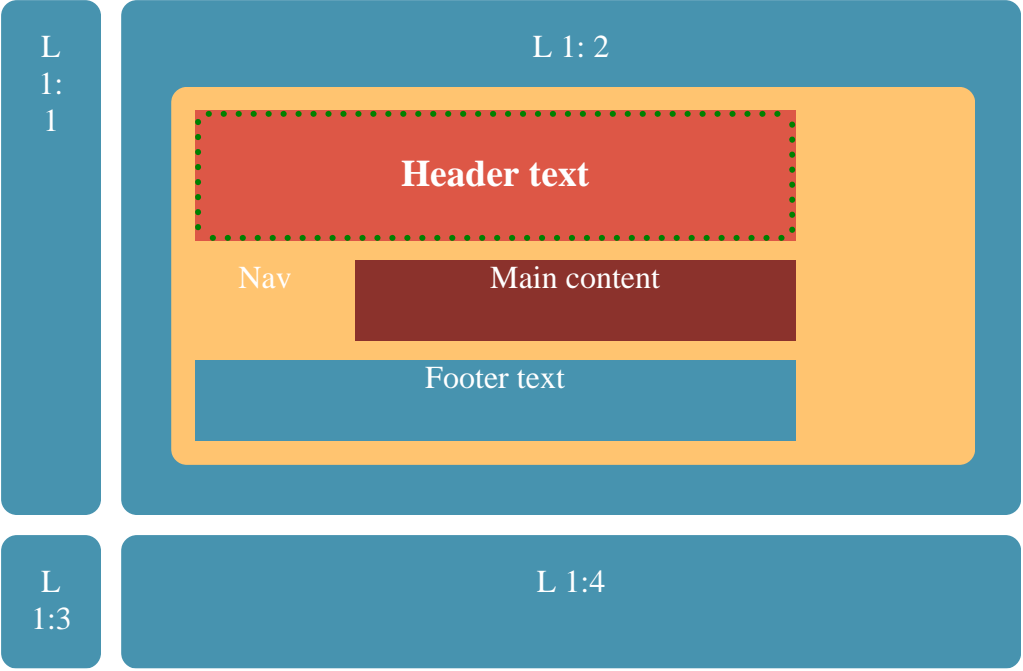 L
1:
1
L 1: 2
Header text
Nav
Main content
Footer text
L
1:3
L 1:4